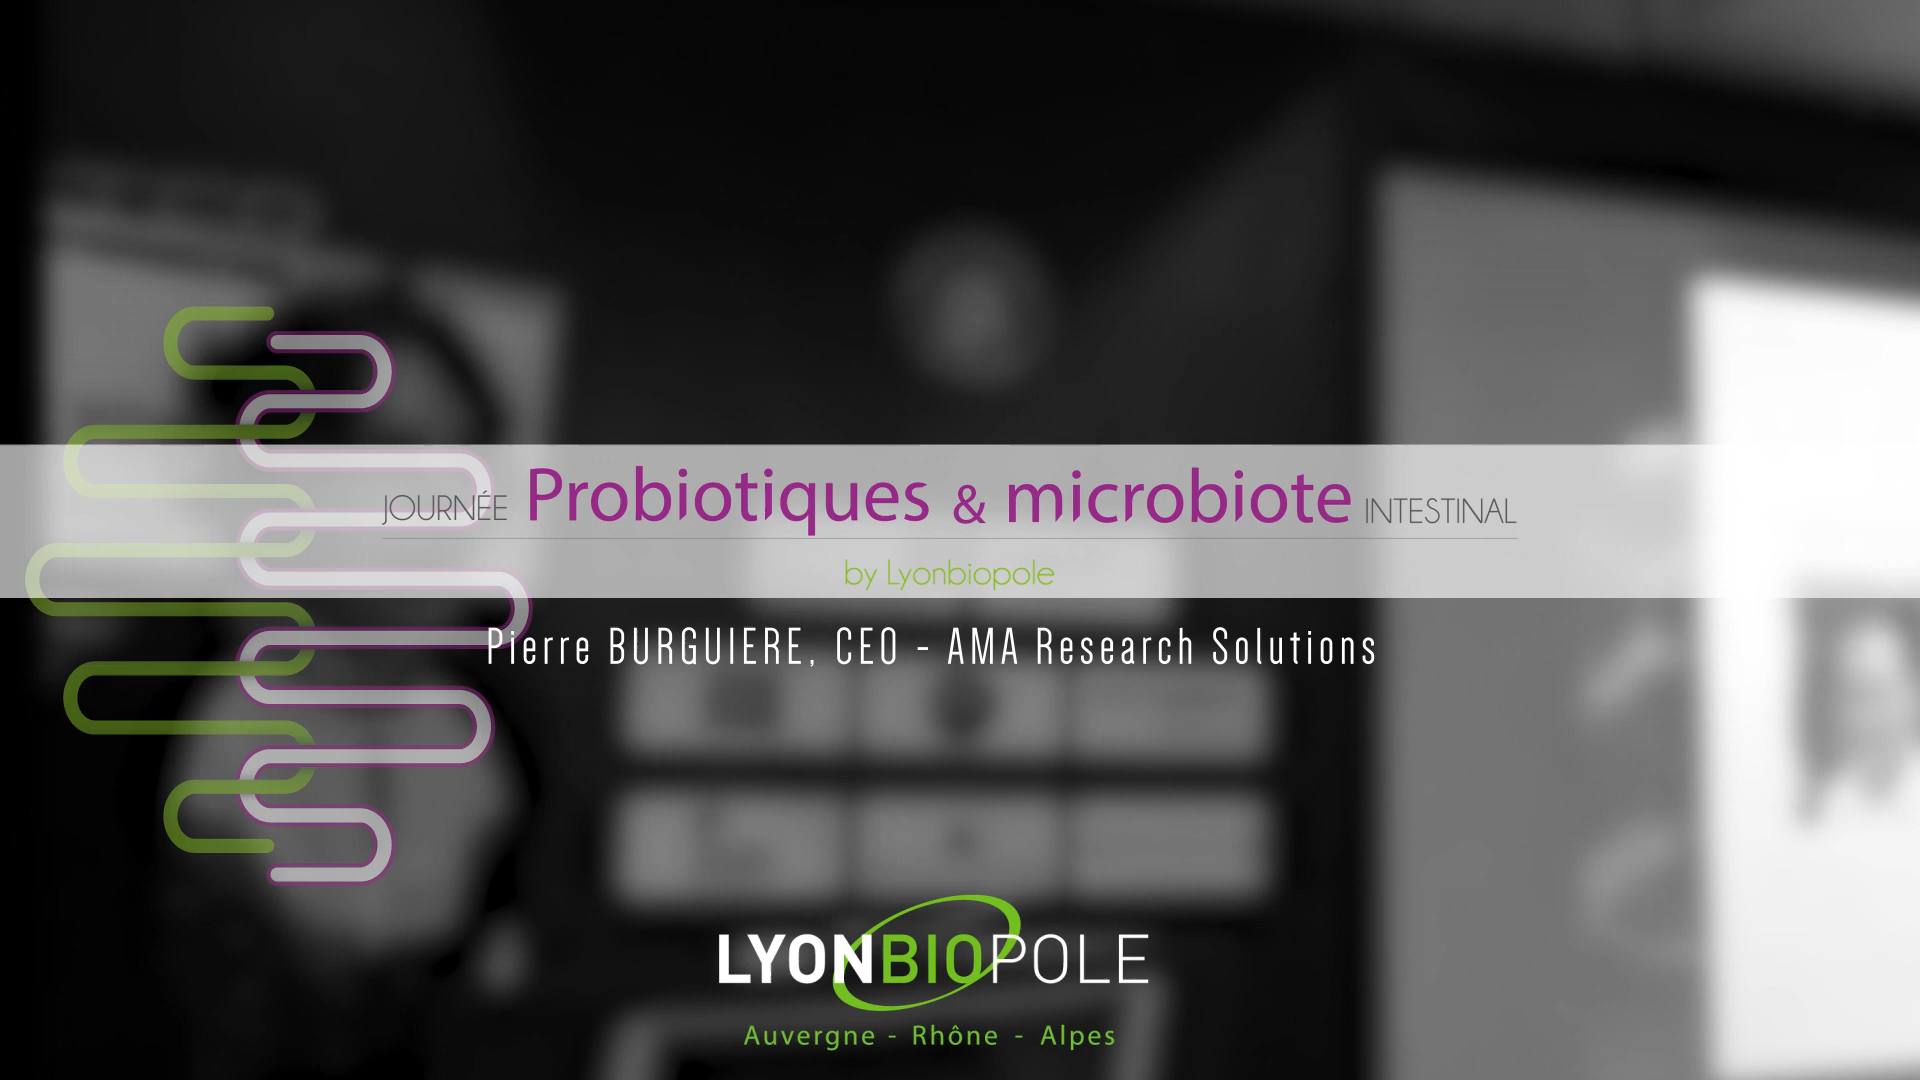 JOURNÉE Probiotiques & microbiote INTESTINAL
by Lyonbiopole
Pierre BURGUIERE, CEO - AMA Research Solutions
LYONBIOPOLE
Auvergne - Rhône - Alpes